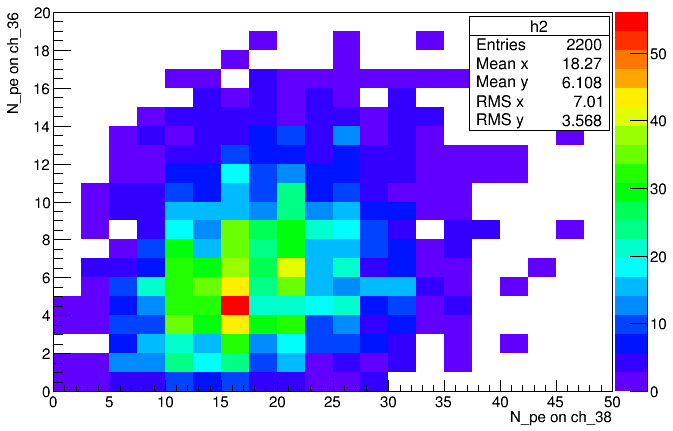 N_pe on ch_36
20
18
16
14
12
10
8
6
4
2
0
0 5 10 15 20 25 30 35 40 45 50
N_pe on ch_38
h2
Entries 2200
Mean x 18.27
Mean y 6.108
RMS x 7.01
RMS y 3.568
50
40
30
20
10
0